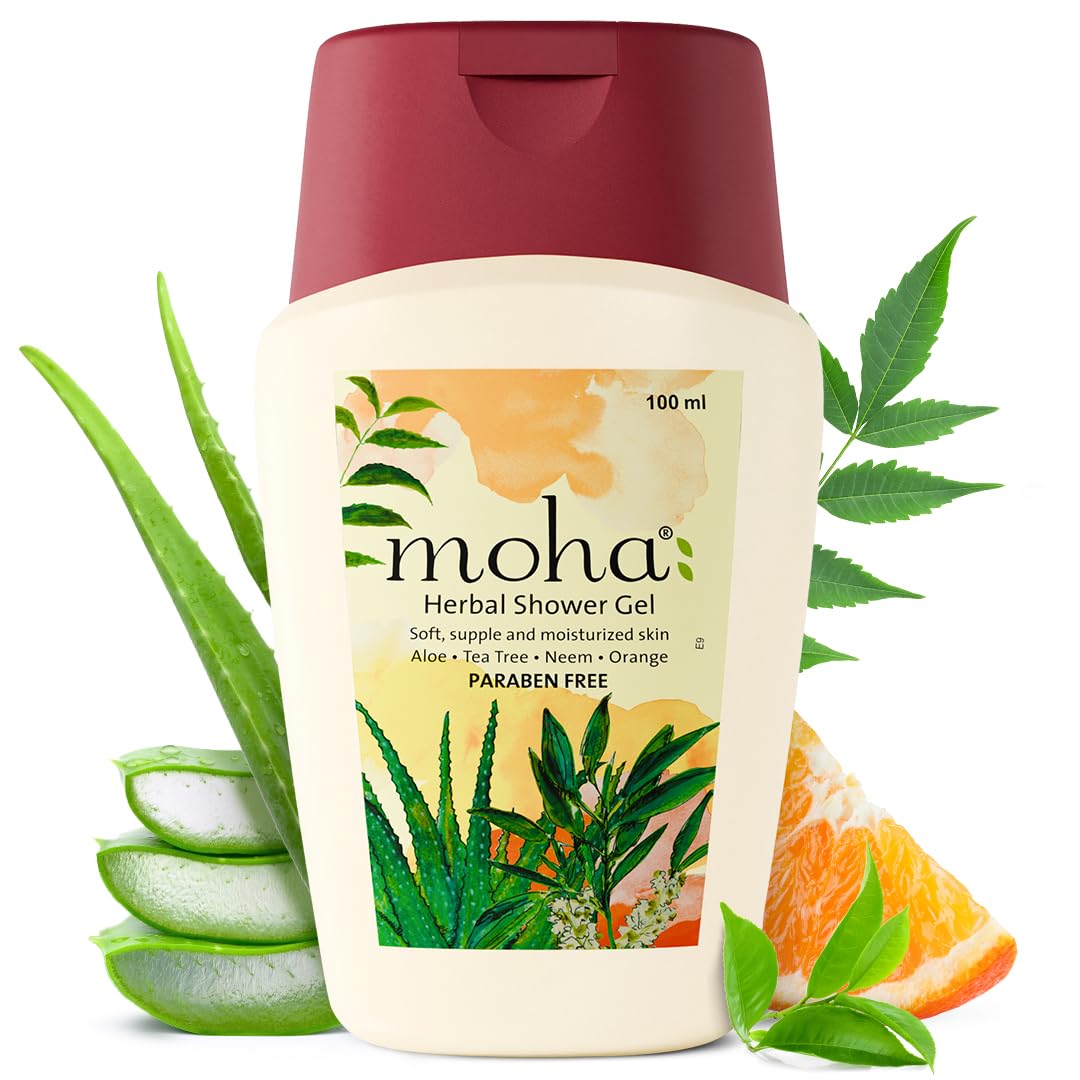 100 ml
moha®
Herbal Shower Gel
Soft, supple and moisturized skin
Aloe • Tea Tree • Neem • Orange
PARABEN FREE
E9